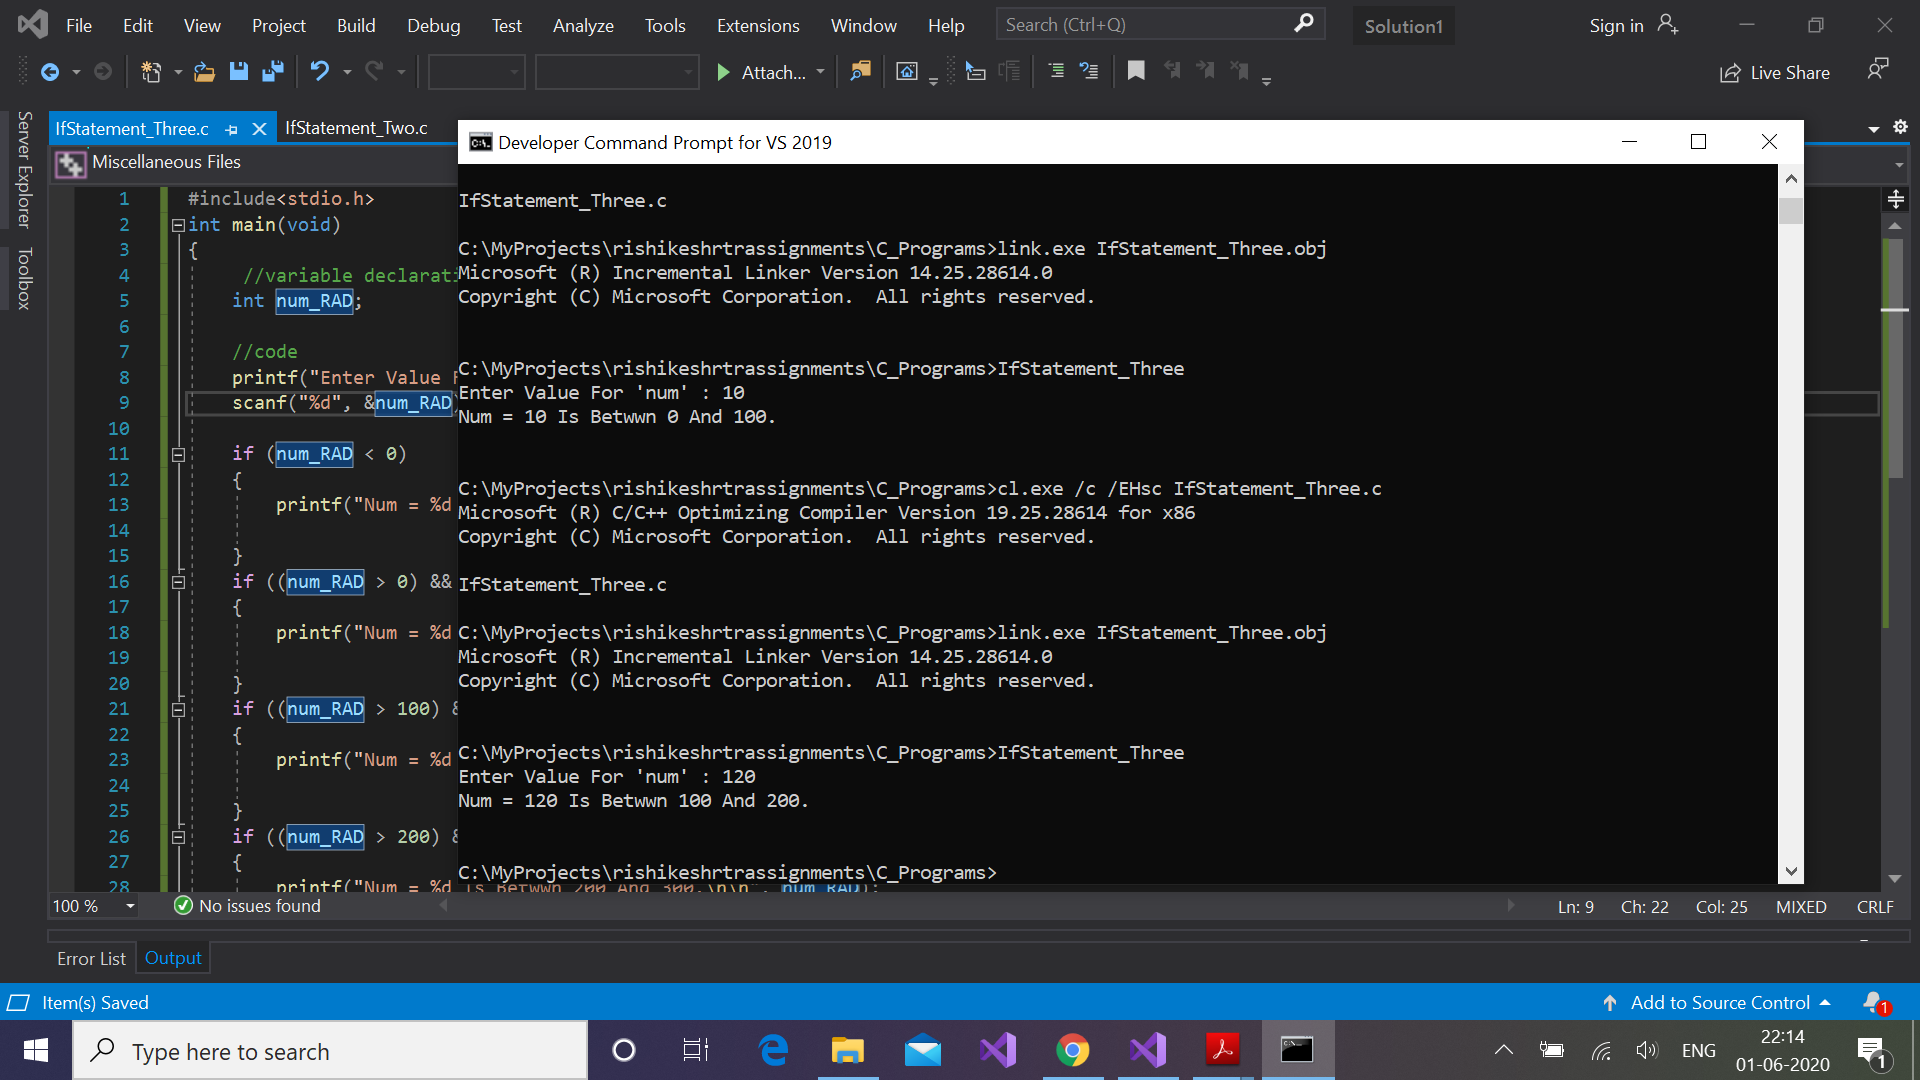 File Edit View Project Build Debug Test Analyze Tools Extensions Window Help Search (Ctrl+Q) Solution1 Sign in
Attach... Live Share
Server Explorer
Toolbox
IfStatement_Three.c IfStatement_Two.c
Miscellaneous Files
1 #include<stdio.h>
2 int main(void)
3 {
4 //variable declarati
5 int num_RAD;
6
7 //code
8 printf("Enter Value F
9 scanf("%d", &num_RAD)
10
11 if (num_RAD < 0)
12 {
13 printf("Num = %d
14
15 }
16 if ((num_RAD > 0) &&
17 {
18 printf("Num = %d
19
20 }
21 if ((num_RAD > 100) &
22 {
23 printf("Num = %d
24
25 }
26 if ((num_RAD > 200) &
27 {
28 printf("Num = %d Is Betwwn 200 And 300.\n\n", num_RAD);
Developer Command Prompt for VS 2019
IfStatement_Three.c
C:\MyProjects\rishikeshrtrassignments\C_Programs>link.exe IfStatement_Three.obj
Microsoft (R) Incremental Linker Version 14.25.28614.0
Copyright (C) Microsoft Corporation.  All rights reserved.
C:\MyProjects\rishikeshrtrassignments\C_Programs>IfStatement_Three
Enter Value For 'num' : 10
Num = 10 Is Betwwn 0 And 100.
C:\MyProjects\rishikeshrtrassignments\C_Programs>cl.exe /c /EHsc IfStatement_Three.c
Microsoft (R) C/C++ Optimizing Compiler Version 19.25.28614 for x86
Copyright (C) Microsoft Corporation.  All rights reserved.
IfStatement_Three.c
C:\MyProjects\rishikeshrtrassignments\C_Programs>link.exe IfStatement_Three.obj
Microsoft (R) Incremental Linker Version 14.25.28614.0
Copyright (C) Microsoft Corporation.  All rights reserved.
C:\MyProjects\rishikeshrtrassignments\C_Programs>IfStatement_Three
Enter Value For 'num' : 120
Num = 120 Is Betwwn 100 And 200.
C:\MyProjects\rishikeshrtrassignments\C_Programs>
100 % No issues found Ln: 9 Ch: 22 Col: 25 MIXED CRLF
Error List Output
Item(s) Saved Add to Source Control 1
Type here to search ENG 22:14
01-06-2020 1